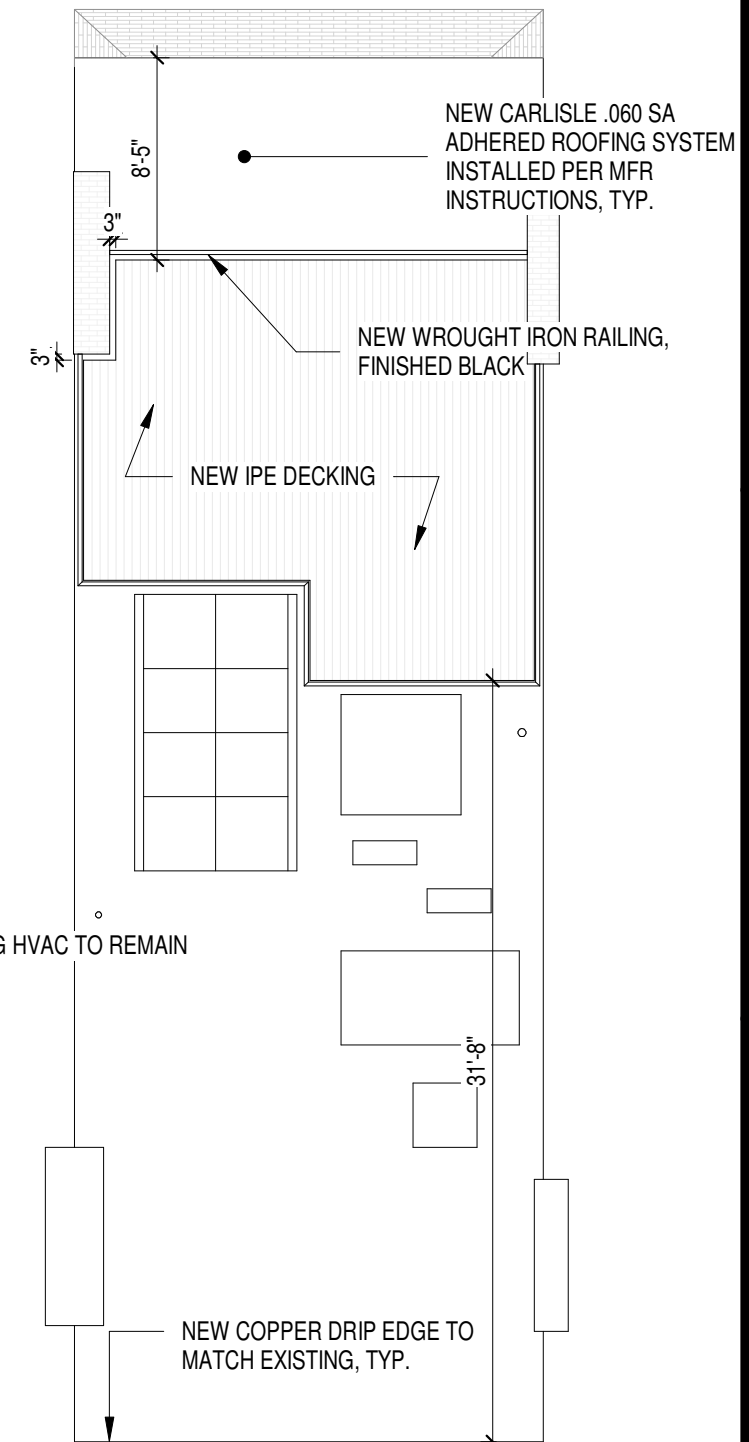 NEW CARLISLE .060 SA
ADHERED ROOFING SYSTEM
INSTALLED PER MFR
INSTRUCTIONS, TYP.
8'-5"
3"
NEW WROUGHT IRON RAILING,
FINISHED BLACK
3"
NEW IPE DECKING
G HVAC TO REMAIN
31'-8"
NEW COPPER DRIP EDGE TO
MATCH EXISTING, TYP.